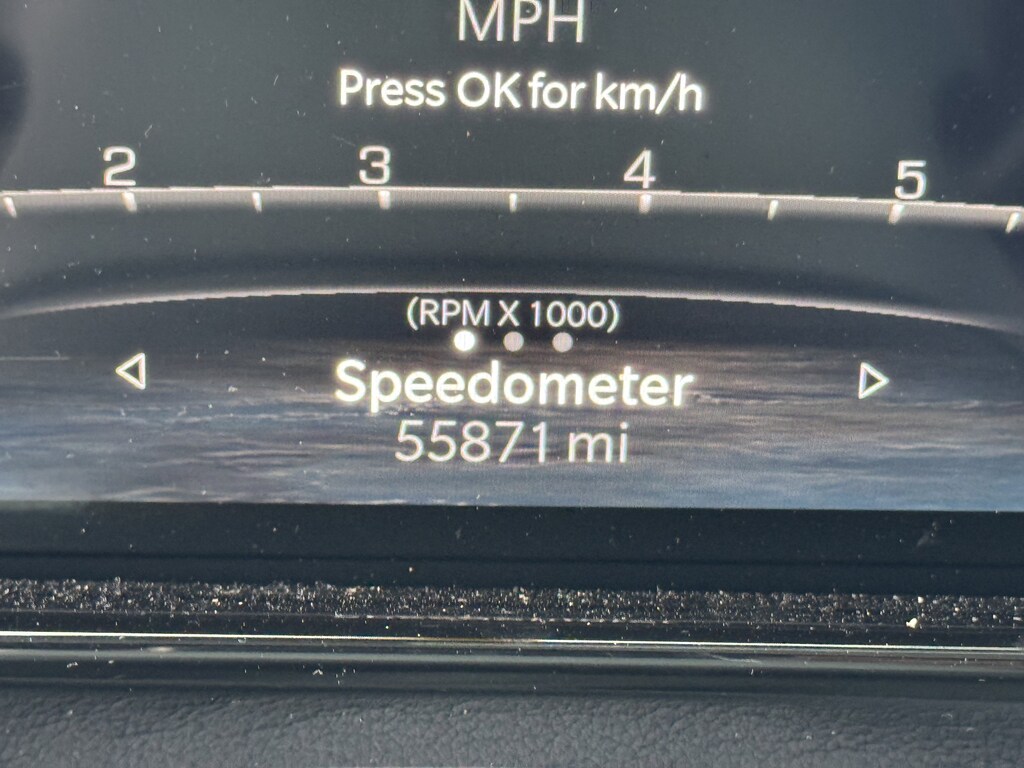 MPH
Press OK for km/h
2 3 4 5
(RPM X 1000)
Speedometer
55871 mi